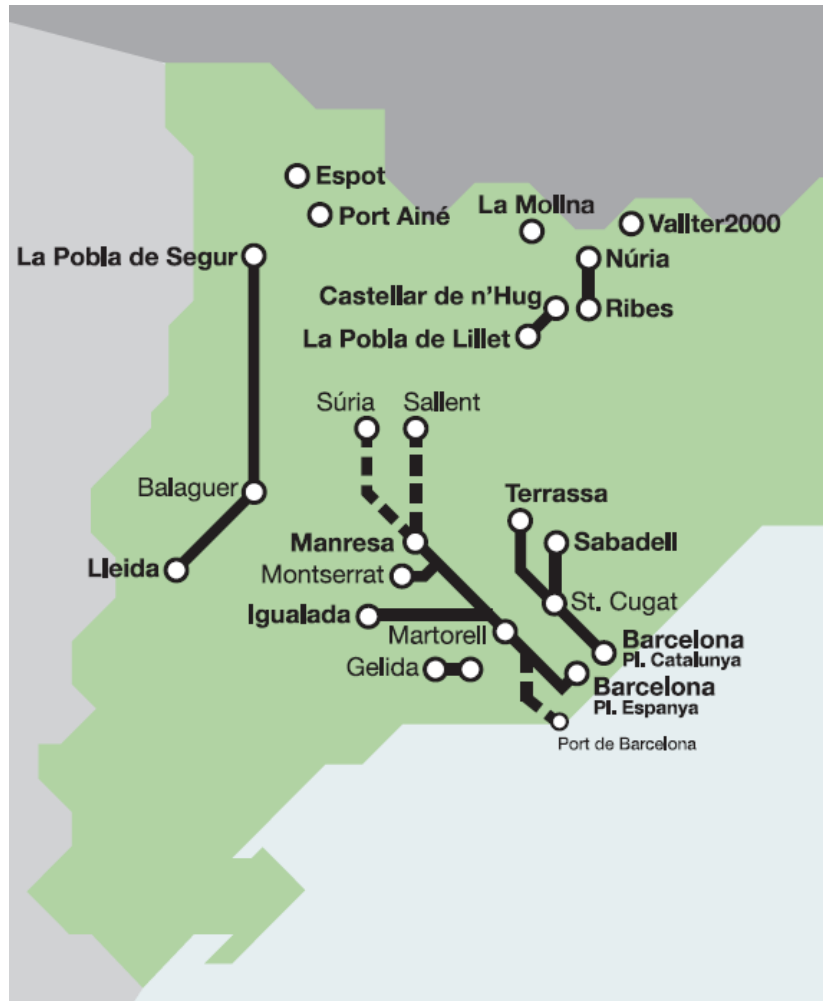 Espot
Port Ainé
La Mollna
Vallter2000
La Pobla de Segur
Núria
Castellar de n'Hug
Ribes
La Pobla de Lillet
Súria
Sallent
Balaguer
Terrassa
Manresa
Sabadell
Lleida
Montserrat
St. Cugat
Igualada
Martorell
Barcelona
Pl. Catalunya
Gelida
Barcelona
Pl. Espanya
Port de Barcelona